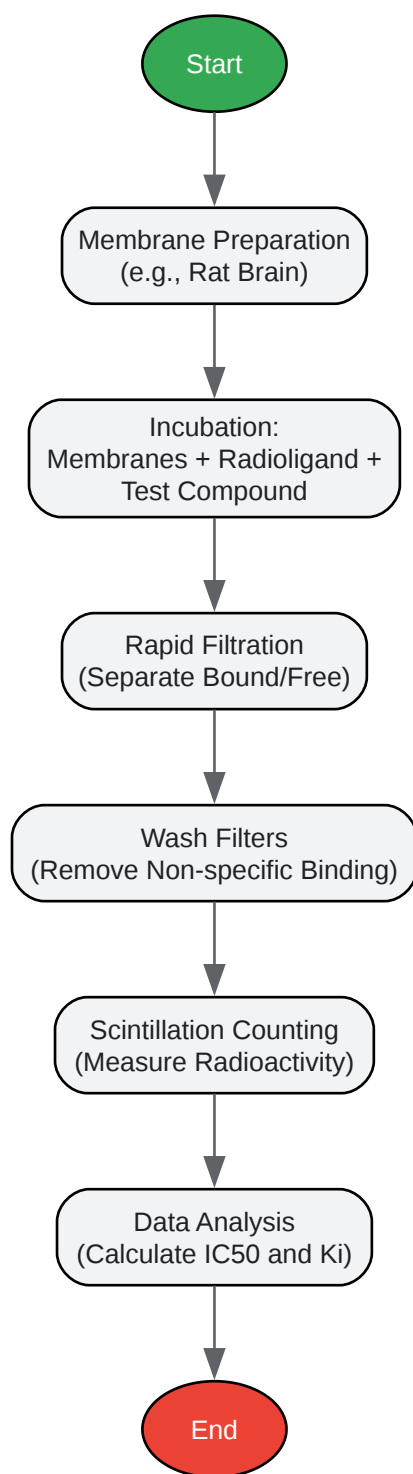 Start
Membrane Preparation
(e.g., Rat Brain)
Incubation:
Membranes + Radioligand +
Test Compound
Rapid Filtration
(Separate Bound/Free)
Wash Filters
(Remove Non-specific Binding)
Scintillation Counting
(Measure Radioactivity)
Data Analysis
(Calculate IC50 and Ki)
End